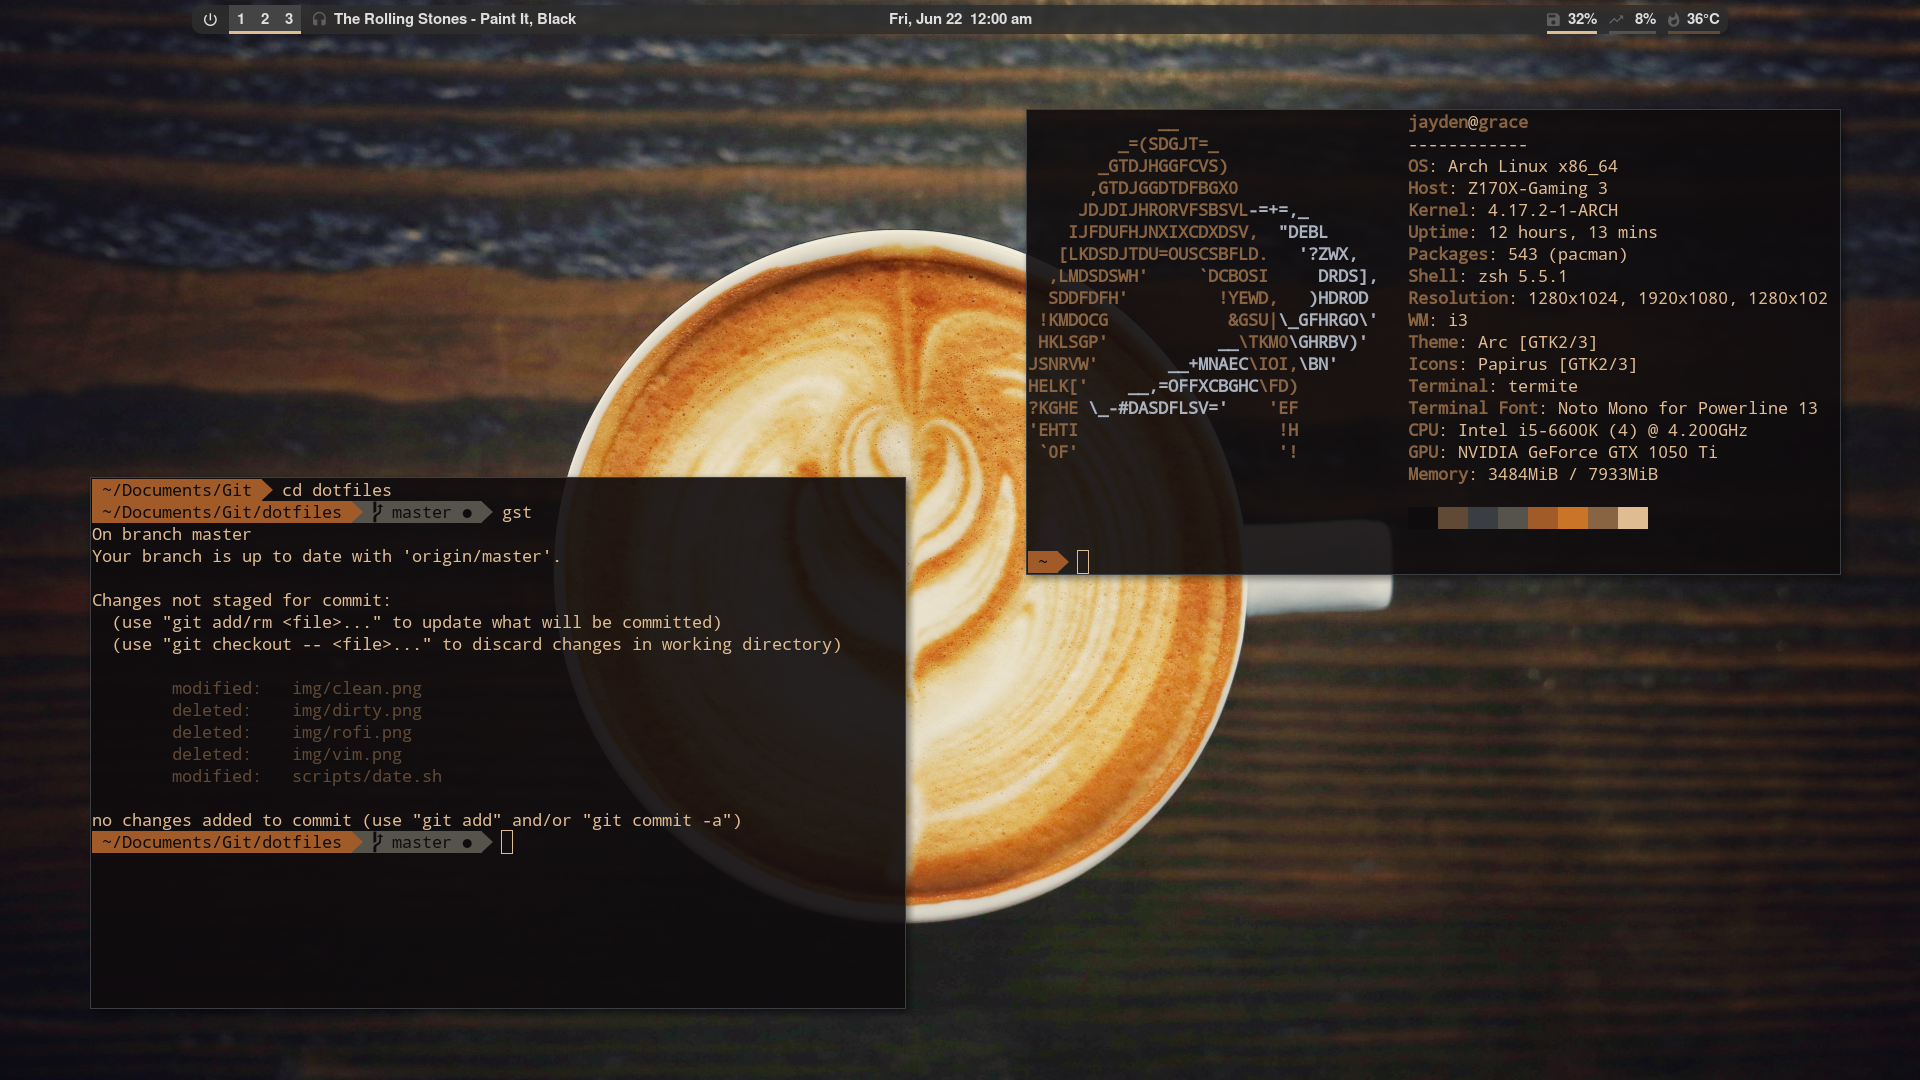 1 2 3 The Rolling Stones - Paint It, Black Fri, Jun 22 12:00 am 32% 8% 36°C
~/Documents/Git cd dotfiles
~/Documents/Git/dotfiles master ● gst
On branch master
Your branch is up to date with 'origin/master'.
Changes not staged for commit:
(use "git add/rm <file>..." to update what will be committed)
(use "git checkout -- <file>..." to discard changes in working directory)
modified: img/clean.png
deleted: img/dirty.png
deleted: img/rofi.png
deleted: img/vim.png
modified: scripts/date.sh
no changes added to commit (use "git add" and/or "git commit -a")
~/Documents/Git/dotfiles master ●
__
_=(SDGJT=_
_GTDJHGGFCVS)
,GTDJGGDTDFBGX0
JDJDIJHRORVFSBSVL-=+=,_
IJFDUFHJNXIXCDXDSV, "DEBL
[LKDSDJTDU=OUSCSBFLD. '?ZWX,
,LMDSDSWH' `DCBOSI DRDS],
SDDFDFH' !YEWD, )HDROD
!KMDOCG &GSU|\_GFHRGO\'
HKLSGP' __\TKM0\GHRBV)'
JSNRVW' __+MNAEC\IOI,\BN'
HELK[' __,=OFFXCBGHC\FD)
?KGHE \_-#DASDFLSV=' 'EF
'EHTI !H
`0F' '!
jayden@grace
------------
OS: Arch Linux x86_64
Host: Z170X-Gaming 3
Kernel: 4.17.2-1-ARCH
Uptime: 12 hours, 13 mins
Packages: 543 (pacman)
Shell: zsh 5.5.1
Resolution: 1280x1024, 1920x1080, 1280x102
WM: i3
Theme: Arc [GTK2/3]
Icons: Papirus [GTK2/3]
Terminal: termite
Terminal Font: Noto Mono for Powerline 13
CPU: Intel i5-6600K (4) @ 4.200GHz
GPU: NVIDIA GeForce GTX 1050 Ti
Memory: 3484MiB / 7933MiB
~